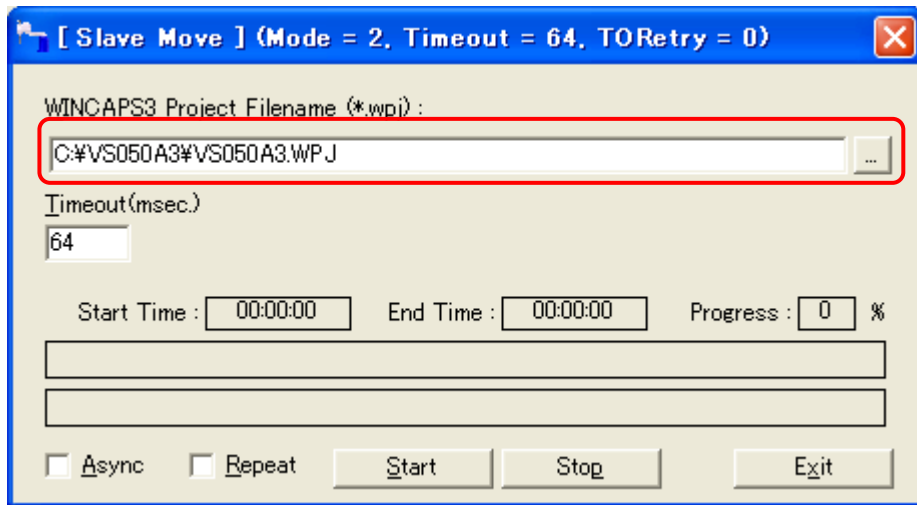 [ Slave Move ] (Mode = 2, Timeout = 64, TORetry = 0)
WINCAPS3 Project Filename (*.wpj) :
C:¥VS050A3¥VS050A3.WPJ ...
Timeout(msec.)
64
Start Time : 00:00:00 End Time : 00:00:00 Progress : 0 %
Async Repeat Start Stop Exit